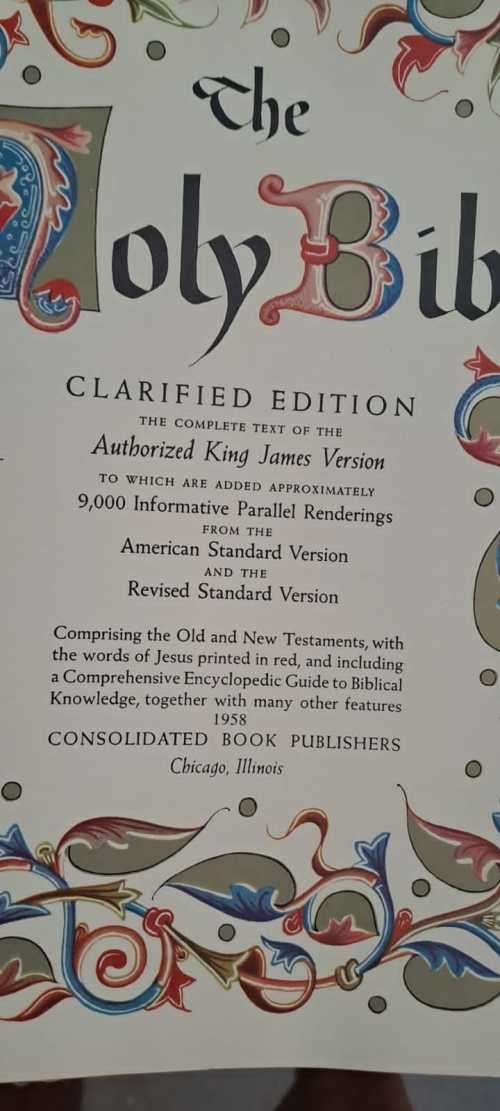 The
Holy Bib
CLARIFIED EDITION
THE COMPLETE TEXT OF THE
Authorized King James Version
TO WHICH ARE ADDED APPROXIMATELY
9,000 Informative Parallel Renderings
FROM THE
American Standard Version
AND THE
Revised Standard Version
Comprising the Old and New Testaments, with
the words of Jesus printed in red, and including
a Comprehensive Encyclopedic Guide to Biblical
Knowledge, together with many other features
1958
CONSOLIDATED BOOK PUBLISHERS
Chicago, Illinois